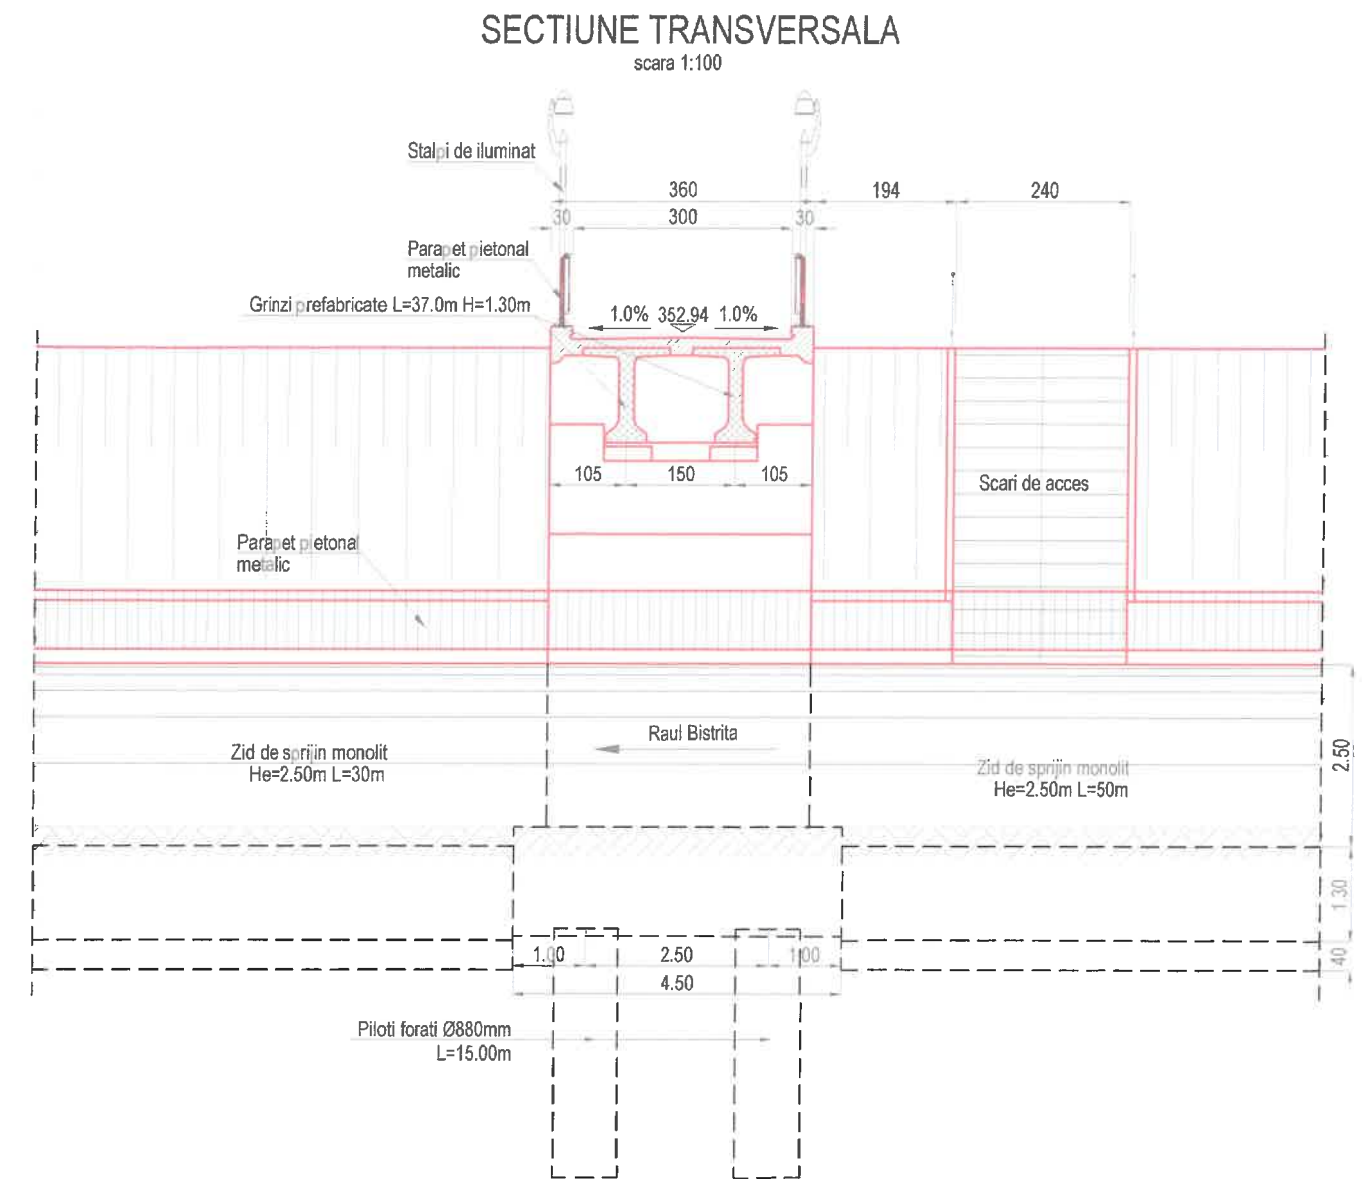 SECTIUNE TRANSVERSALA
scara 1:100
Stalpi de iluminat
360
194
240
30
300
30
Parapet pietonal
metalic
Grinzi prefabricate L=37.0m H=1.30m
1.0%
352.94
1.0%
105
150
105
Scari de acces
Parapet pietonal
metalic
Raul Bistrita
Zid de sprijin monolit
He=2.50m L=30m
Zid de sprijin monolit
He=2.50m L=50m
2.50
1.30
40
1.00
2.50
1.00
4.50
Piloti forati Ø880mm
L=15.00m